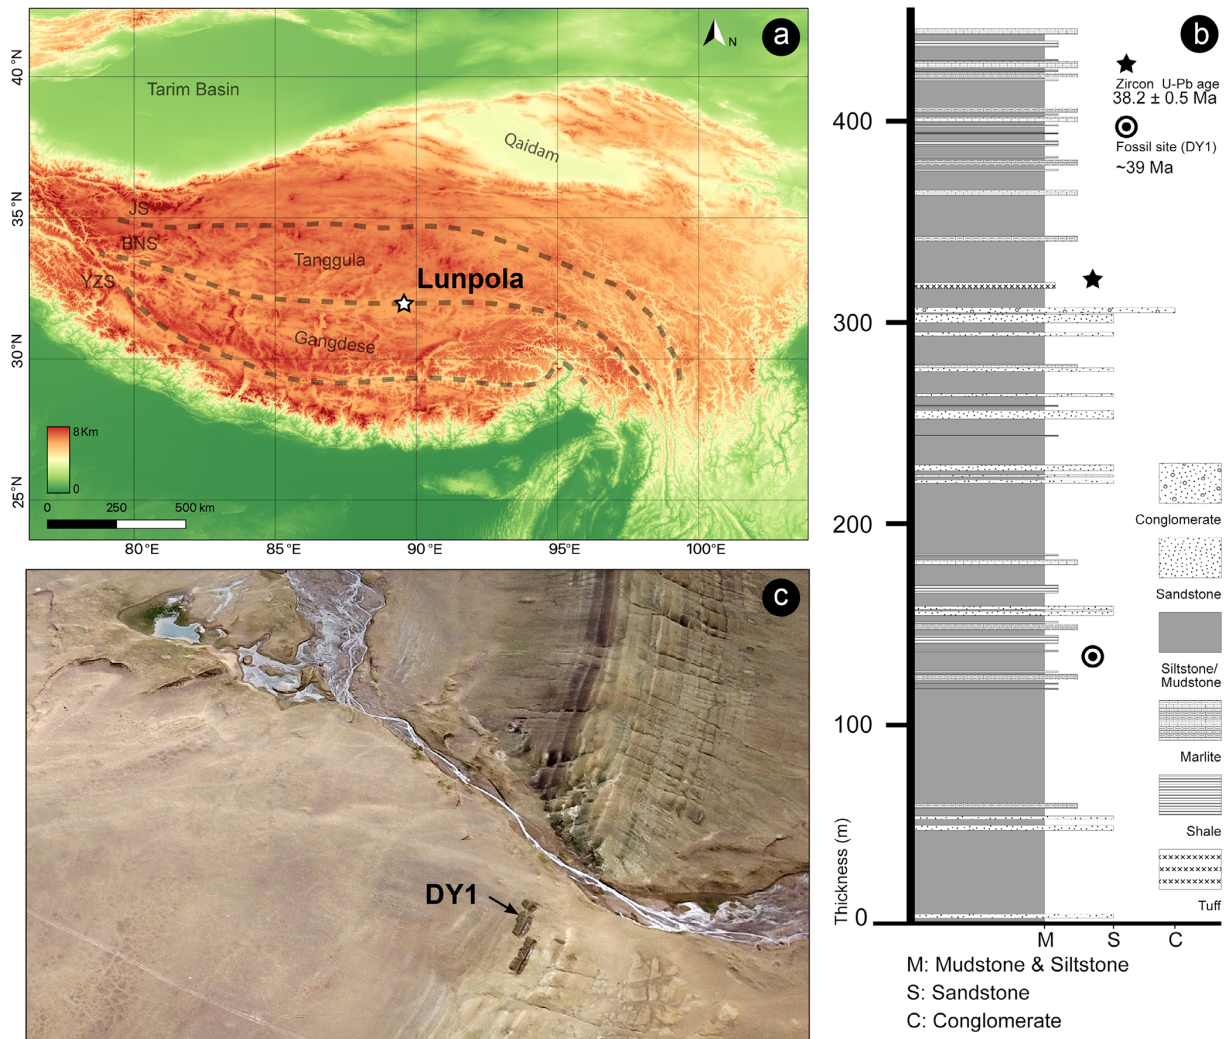 a
N
40 °N
35°N
30°N
25°N
Tarim Basin
Qaidam
JS
BNS
Tanggula
YZS
Lunpola
Gangdese
8 Km
0
0 250 500 km
80°E 85°E 90°E 95°E 100°E
b
Zircon U-Pb age
38.2 ± 0.5 Ma
Fossil site (DY1)
~39 Ma
400
300
200
100
0
Thickness (m)
Conglomerate
Sandstone
Siltstone/
Mudstone
Marlite
Shale
Tuff
M S C
M: Mudstone & Siltstone
S: Sandstone
C: Conglomerate
c
DY1